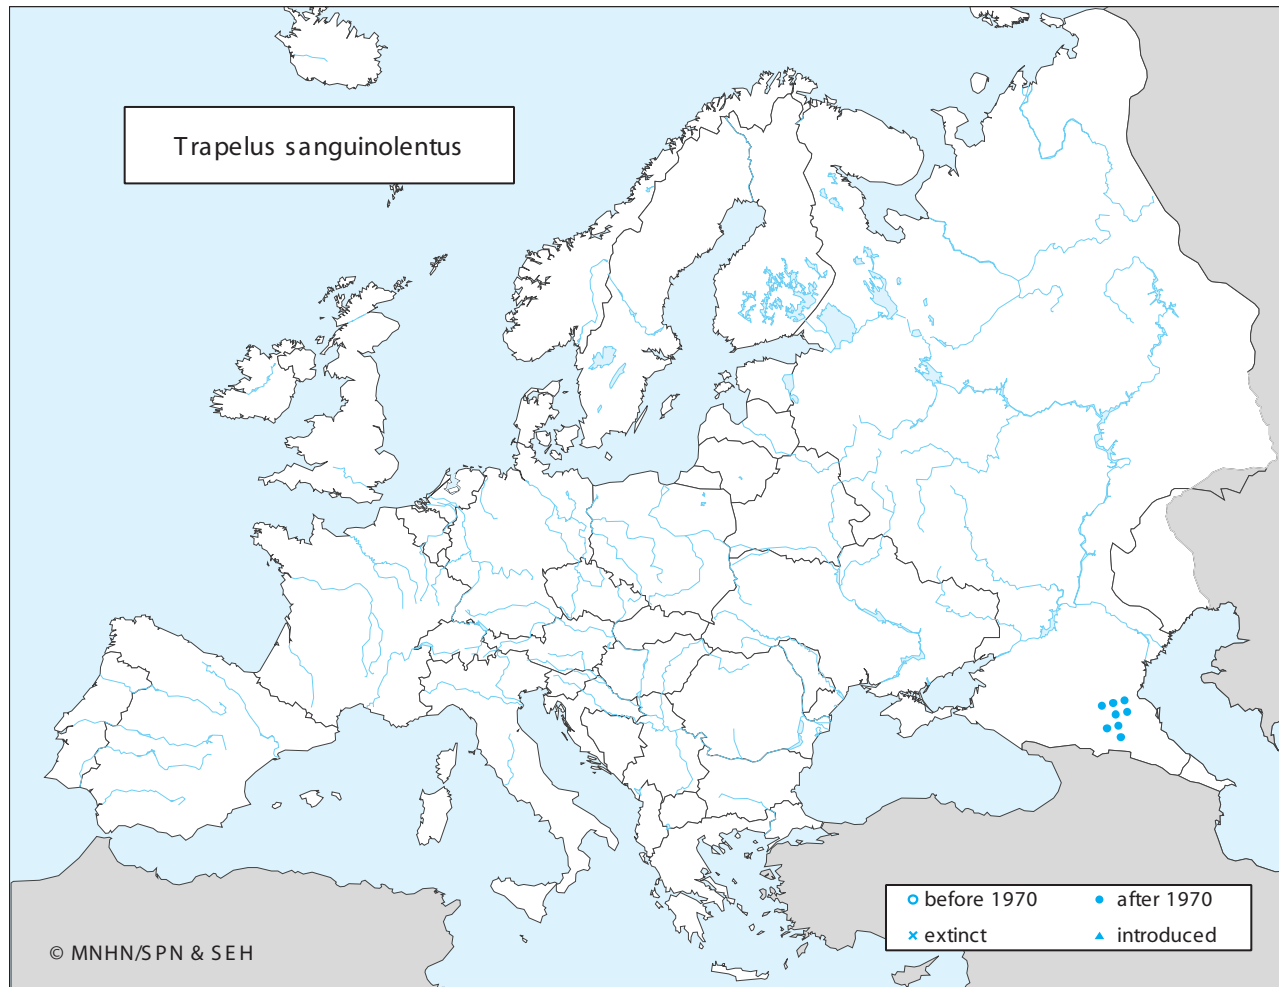 Trapelus sanguinolentus
before 1970
after 1970
extinct
introduced
© MNHN/SPN & SEH